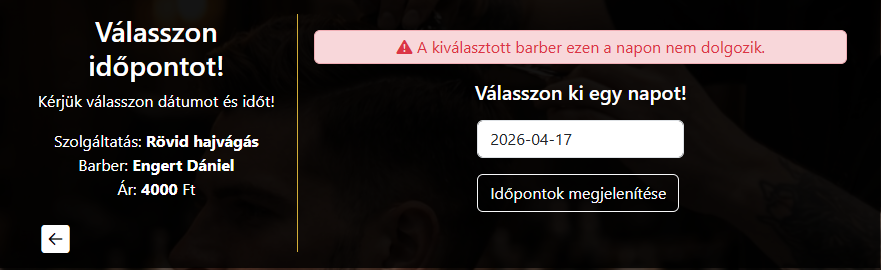 Válasszon
időpontot!
Kérjük válasszon dátumot és időt!
Szolgáltatás: Rövid hajvágás
Barber: Engert Dániel
Ár: 4000 Ft
A kiválasztott barber ezen a napon nem dolgozik.
Válasszon ki egy napot!
2026-04-17
Időpontok megjelenítése